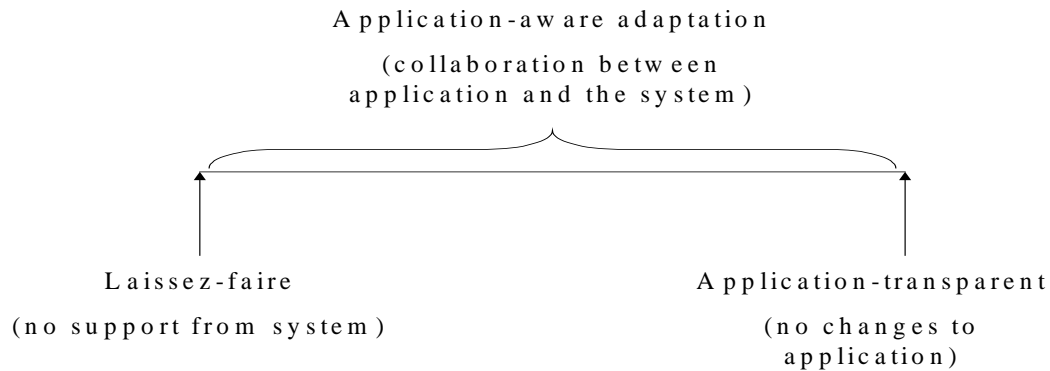 Application-aware adaptation
(collaboration between
application and the system)
Laissez-faire
(no support from system)
Application-transparent
(no changes to
application)